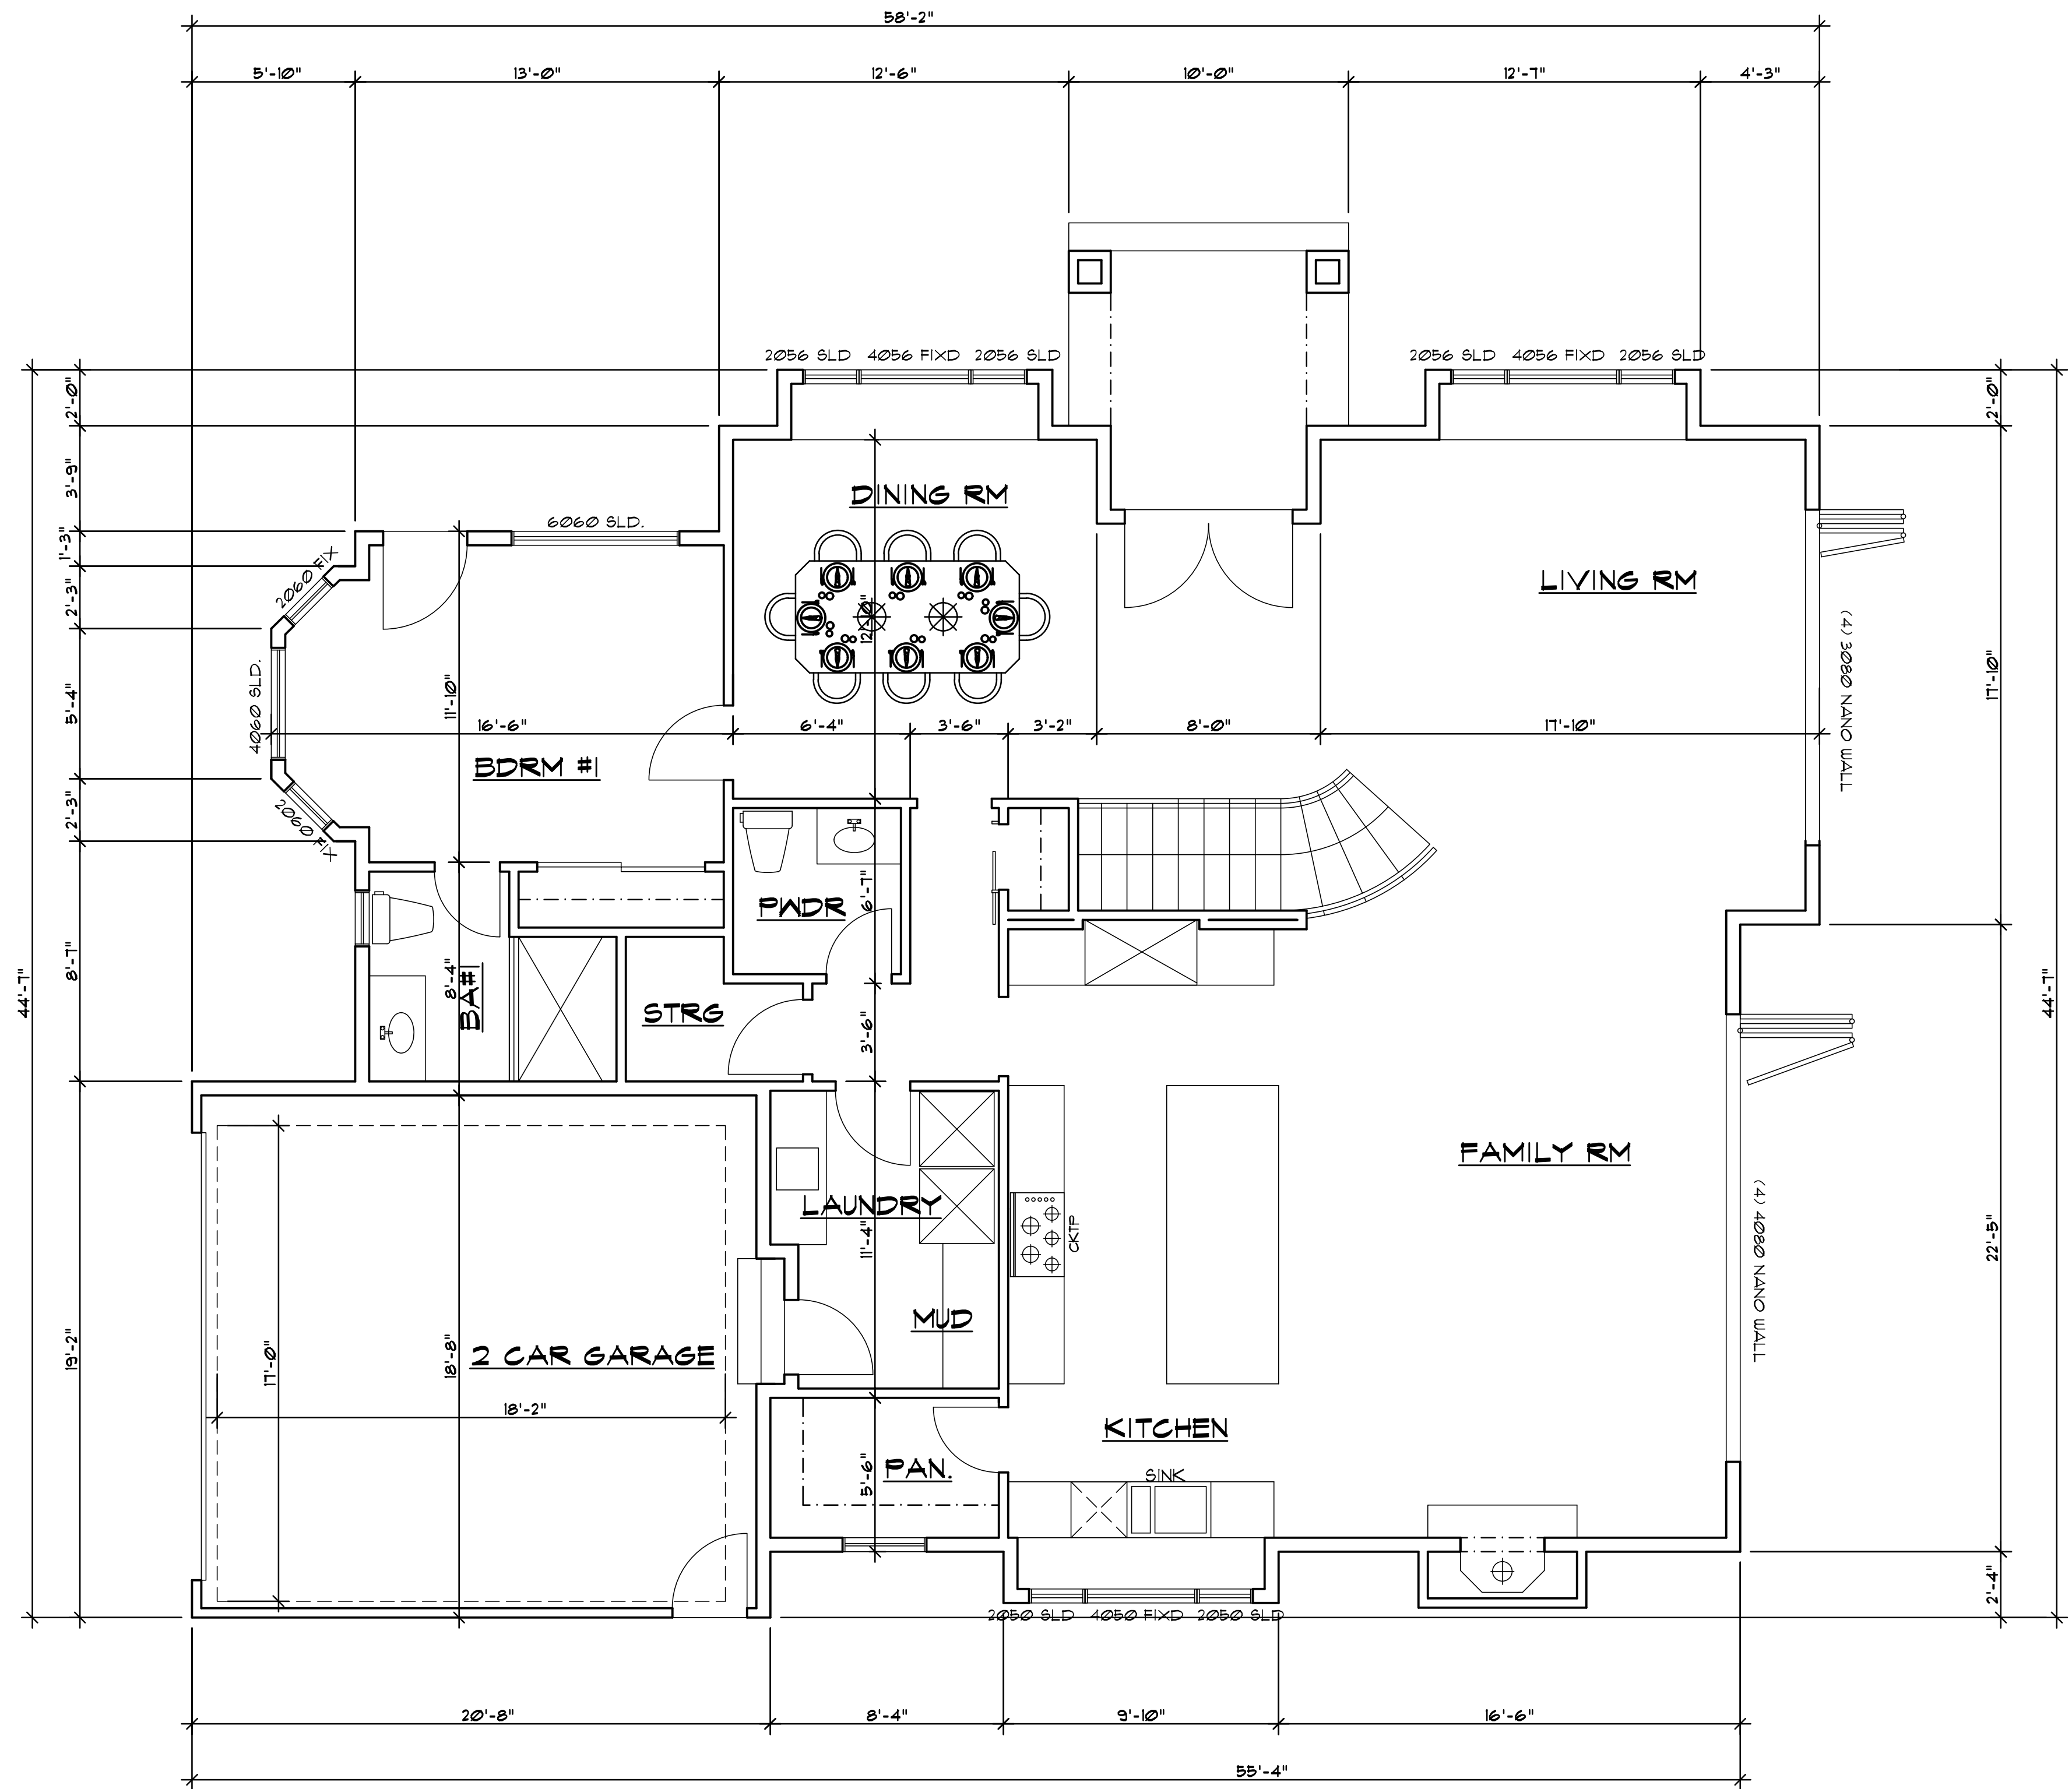 58'-2"
5'-10"
13'-0"
12'-6"
10'-0"
12'-7"
4'-3"
2056 SLD 4056 FIXD 2056 SLD
2056 SLD 4056 FIXD 2056 SLD
2'-0"
2'-0"
3'-9"
DINING RM
6060 SLD.
1'-3"
2060 FIX
LIVING RM
2'-3"
12'-10"
(4) 3080 NANO WALL
17'-10"
4060 SLD.
5'-4"
11'-10"
16'-6"
6'-4"
3'-6"
3'-2"
8'-0"
17'-10"
BDRM #1
2'-3"
2060 FIX
6'-7"
PWDR
8'-7"
44'-7"
8'-4"
BA#1
STRG
3'-6"
44'-7"
FAMILY RM
LAUNDRY
11'-4"
CKTP
22'-5"
(4) 4080 NANO WALL
MUD
19'-2"
17'-0"
18'-8"
2 CAR GARAGE
18'-2"
KITCHEN
PAN.
5'-6"
SINK
2'-4"
2050 SLD 4050 FIXD 2050 SLD
20'-8"
8'-4"
9'-10"
16'-6"
55'-4"